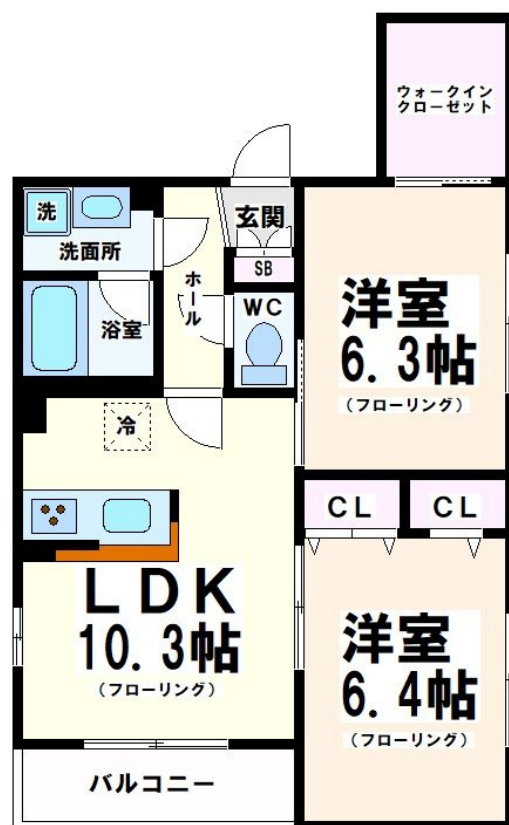 ウォークイン
クローゼット
洗
洗面所
玄関
SB
ホール
浴室
WC
洋室
6.3帖
(フローリング)
冷
CL
CL
LDK
10.3帖
(フローリング)
洋室
6.4帖
(フローリング)
バルコニー